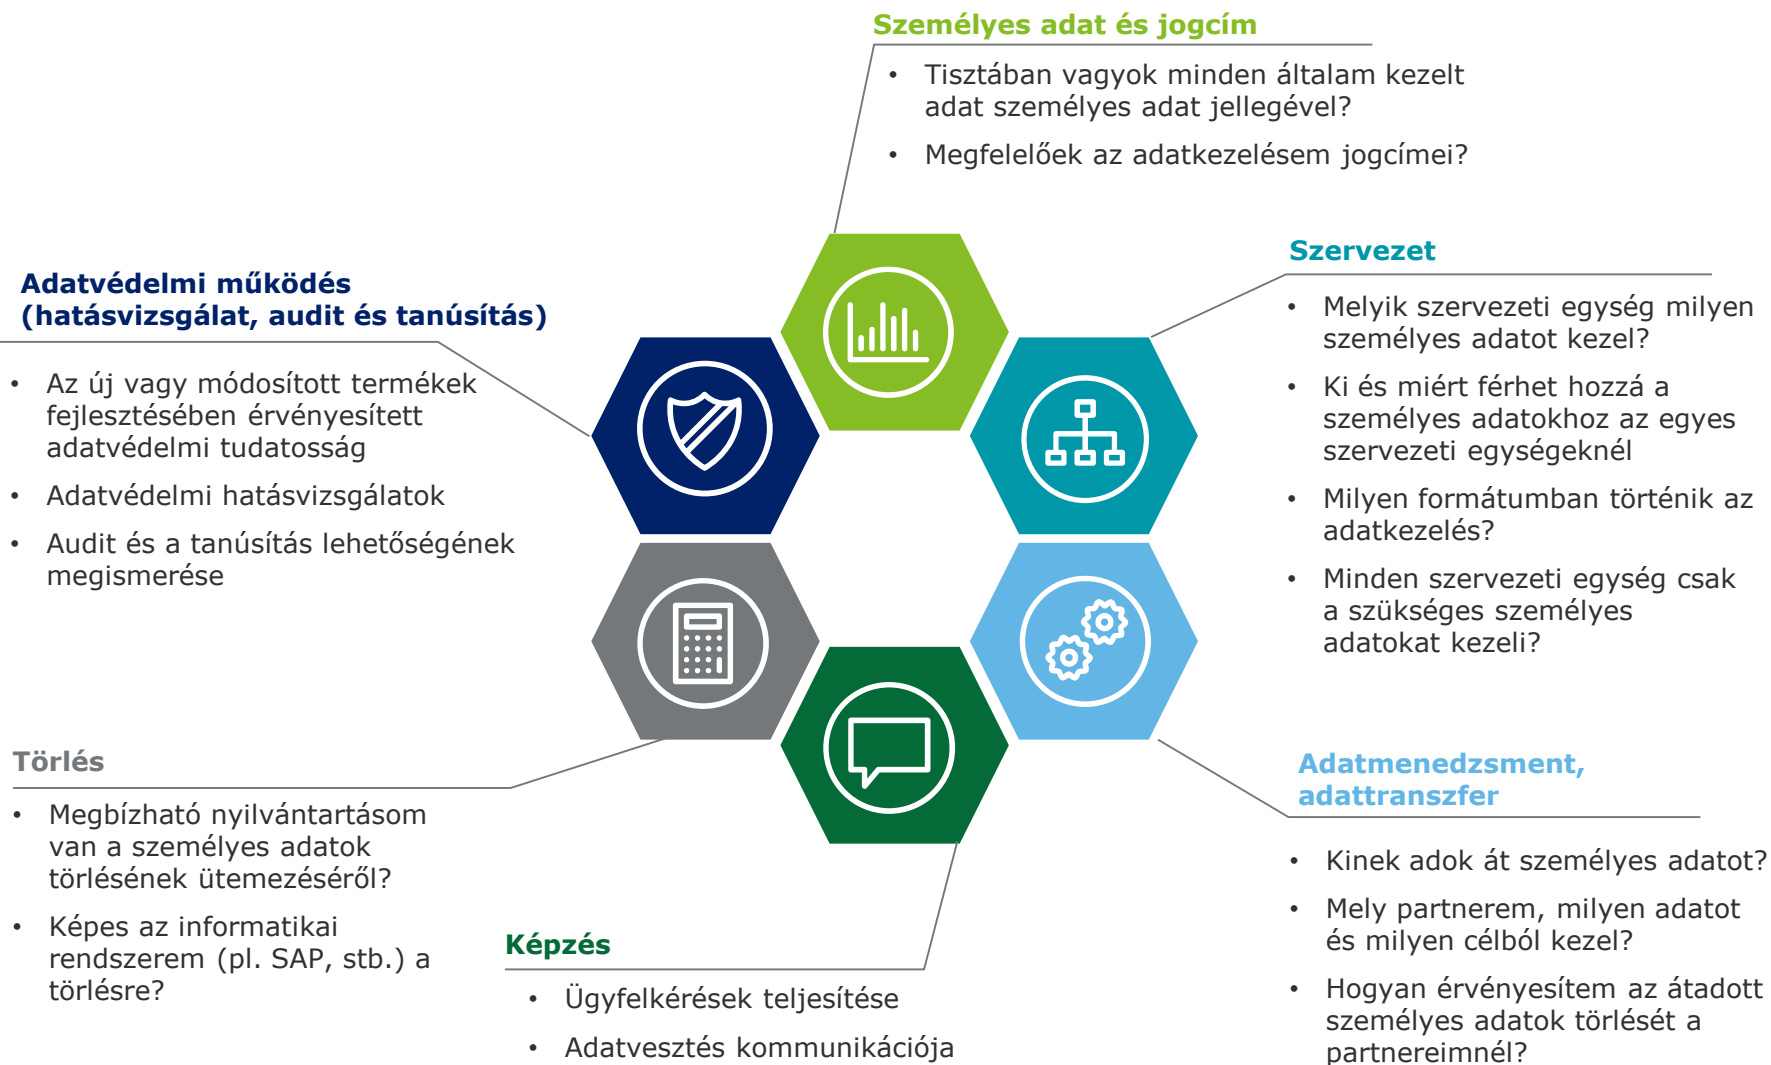 Személyes adat és jogcím
• Tisztában vagyok minden általam kezelt
adat személyes adat jellegével?
• Megfelelőek az adatkezelésem jogcímei?
Szervezet
• Melyik szervezeti egység milyen
személyes adatot kezel?
• Ki és miért férhet hozzá a
személyes adatokhoz az egyes
szervezeti egységeknél
• Milyen formátumban történik az
adatkezelés?
• Minden szervezeti egység csak
a szükséges személyes
adatokat kezeli?
Adatvédelmi működés
(hatásvizsgálat, audit és tanúsítás)
• Az új vagy módosított termékek
fejlesztésében érvényesített
adatvédelmi tudatosság
• Adatvédelmi hatásvizsgálatok
• Audit és a tanúsítás lehetőségének
megismerése
Törlés
• Megbízható nyilvántartásom
van a személyes adatok
törlésének ütemezéséről?
• Képes az informatikai
rendszerem (pl. SAP, stb.) a
törlésre?
Képzés
• Ügyfelkérések teljesítése
• Adatvesztés kommunikációja
Adatmenedzsment,
adattranszfer
• Kinek adok át személyes adatot?
• Mely partnerem, milyen adatot
és milyen célból kezel?
• Hogyan érvényesítem az átadott
személyes adatok törlését a
partnereimnél?